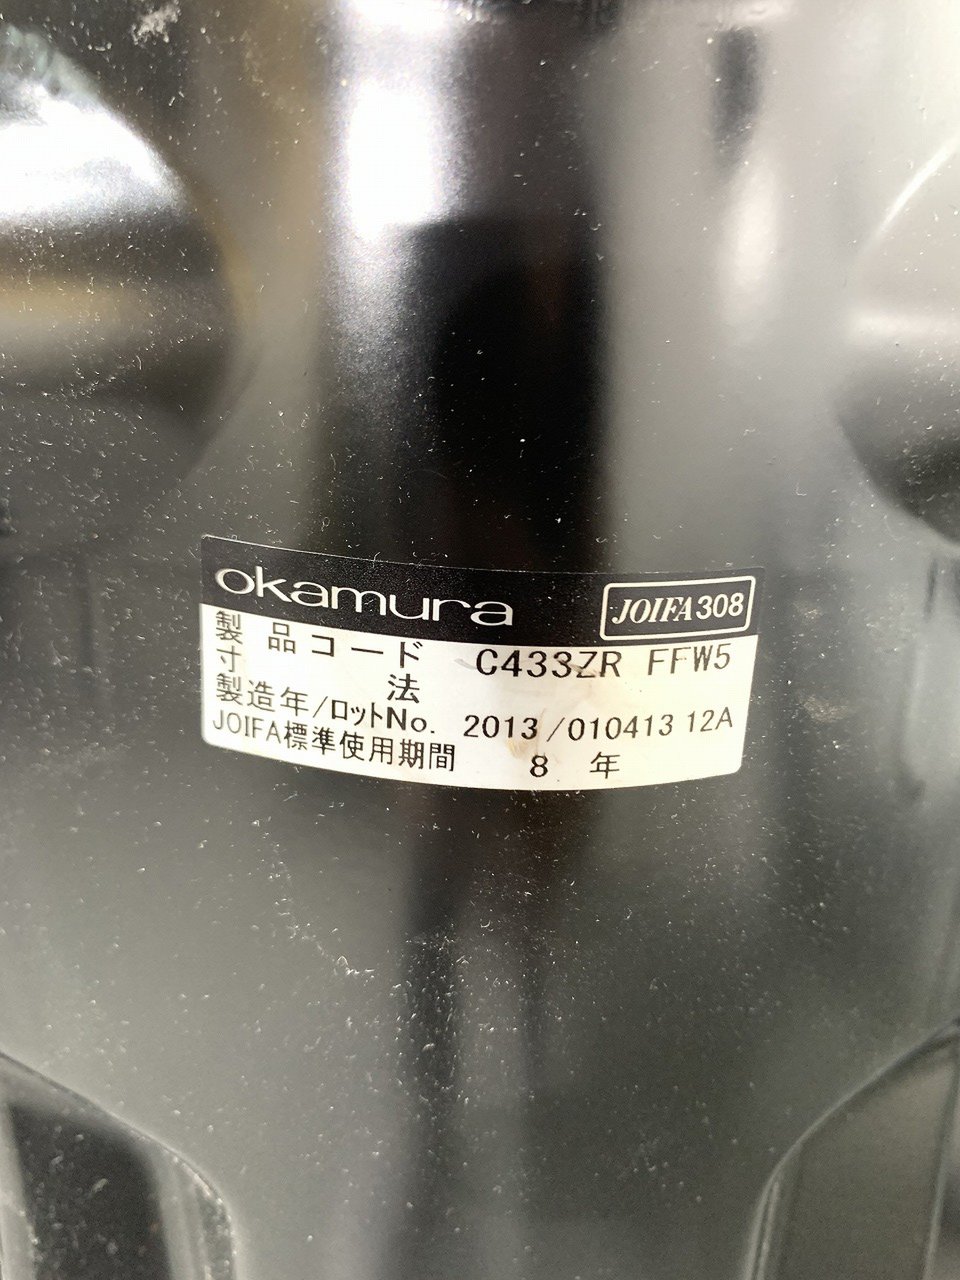 okamura
JOIFA308
製品コード C433ZR FFW5
寸法
製造年/ロットNo. 2013/010413 12A
JOIFA標準使用期間 8 年